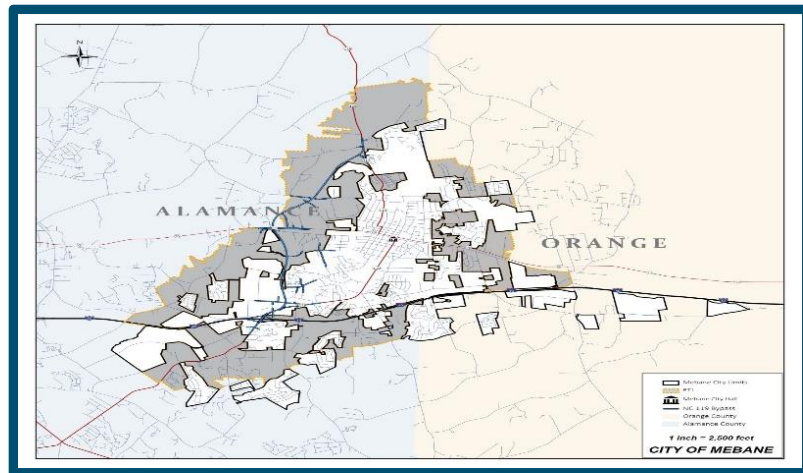 N
ALAMANCE
ORANGE
Mebane City Limits
ETJ
Mebane City Hall
NC 119 Bypass
Orange County
Alamance County
1 inch = 2,500 feet
CITY OF MEBANE